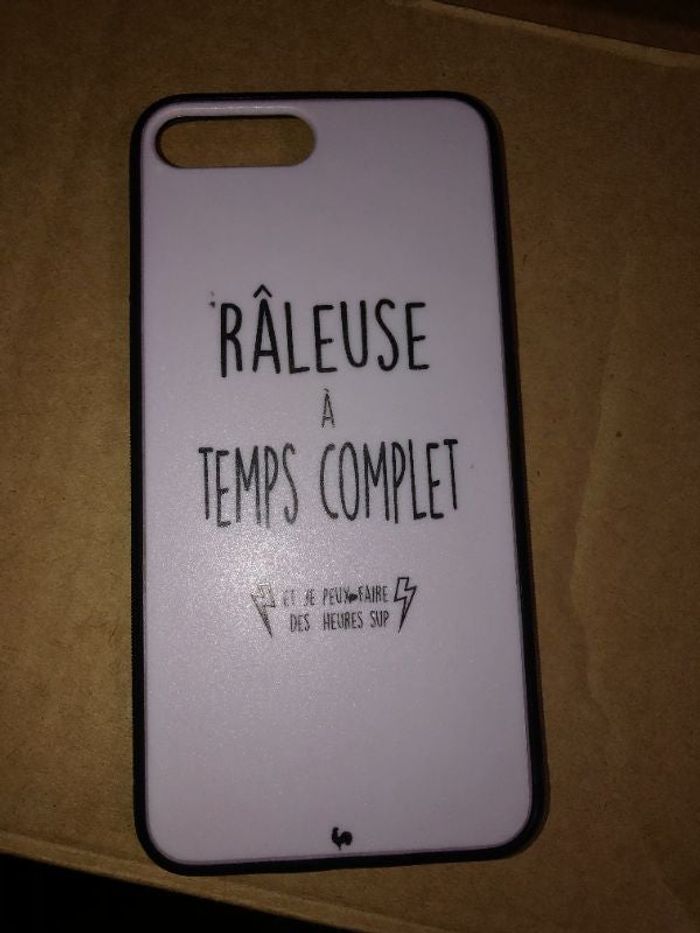 RÂLEUSE
À
TEMPS COMPLET
ET JE PEUX FAIRE
DES HEURES SUP